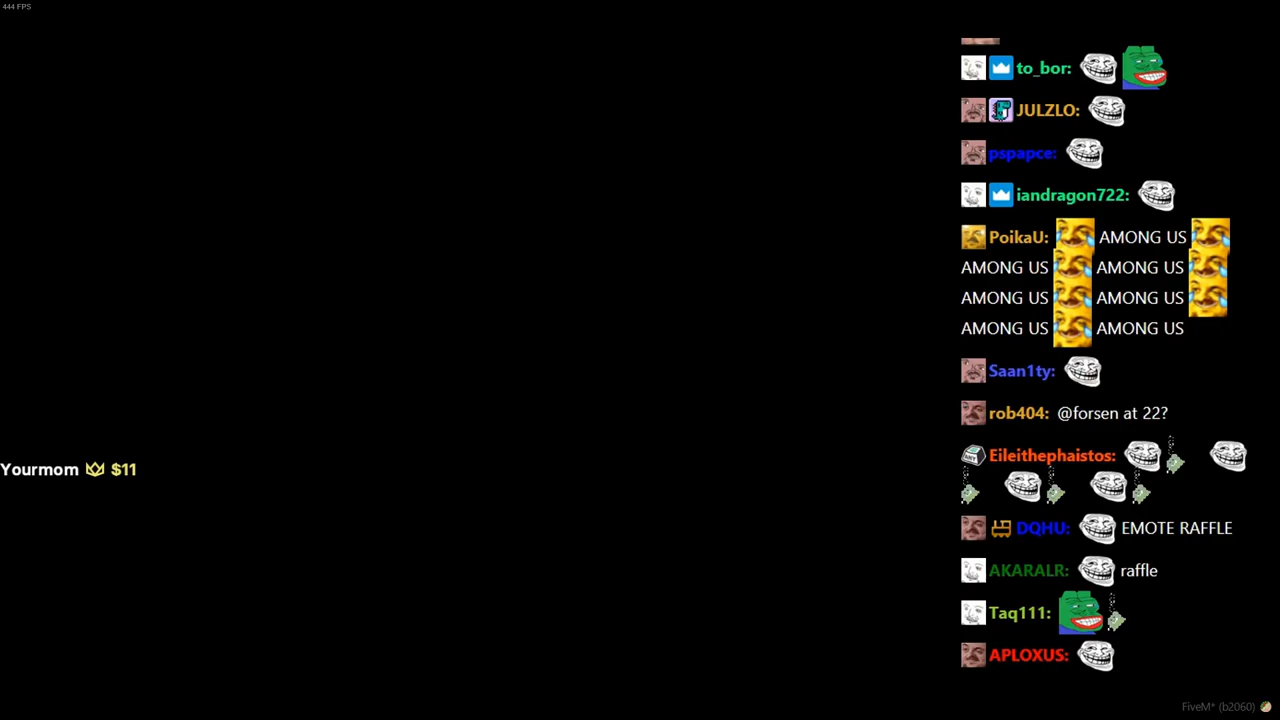 444 FPS
to_bor:
JULZLO:
pspapce:
iandragon722:
PoikaU: AMONG US
AMONG US AMONG US
AMONG US AMONG US
AMONG US AMONG US
Saan1ty:
rob404: @forsen at 22?
Eileithephaistos:
Yourmom $11
DQHU: EMOTE RAFFLE
AKARALR: raffle
Taq111:
APLOXUS:
FiveM* (b2060)